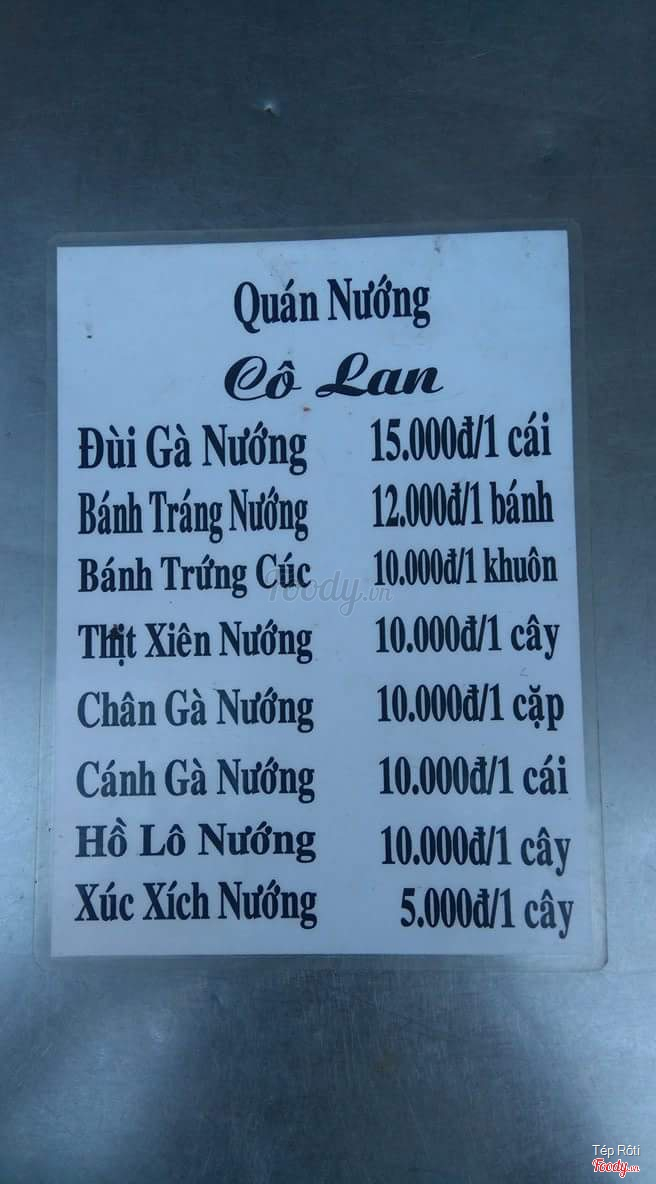 Quán Nướng
Cô Lan
Đùi Gà Nướng 15.000đ/1 cái
Bánh Tráng Nướng 12.000đ/1 bánh
Bánh Trứng Cúc 10.000đ/1 khuôn
Foody.vn
Thịt Xiên Nướng 10.000đ/1 cây
Chân Gà Nướng 10.000đ/1 cặp
Cánh Gà Nướng 10.000đ/1 cái
Hồ Lô Nướng 10.000đ/1 cây
Xúc Xích Nướng 5.000đ/1 cây
Tép Rôti
Foody.vn